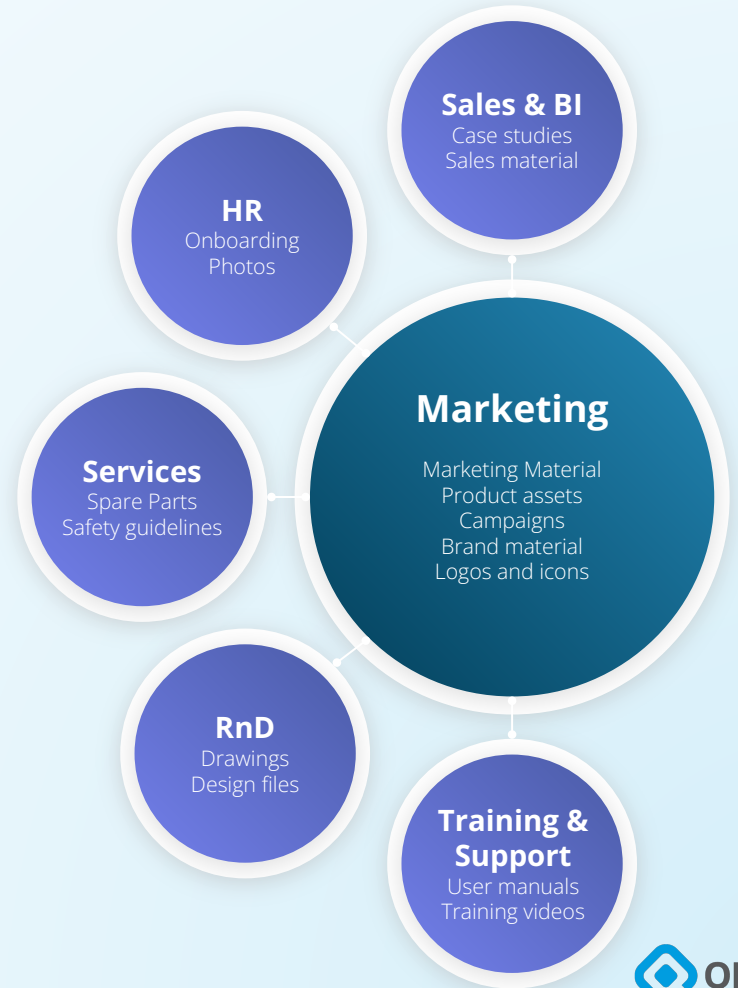 Sales & BI
Case studies
Sales material
HR
Onboarding
Photos
Marketing
Marketing Material
Product assets
Campaigns
Brand material
Logos and icons
Services
Spare Parts
Safety guidelines
RnD
Drawings
Design files
Training &
Support
User manuals
Training videos